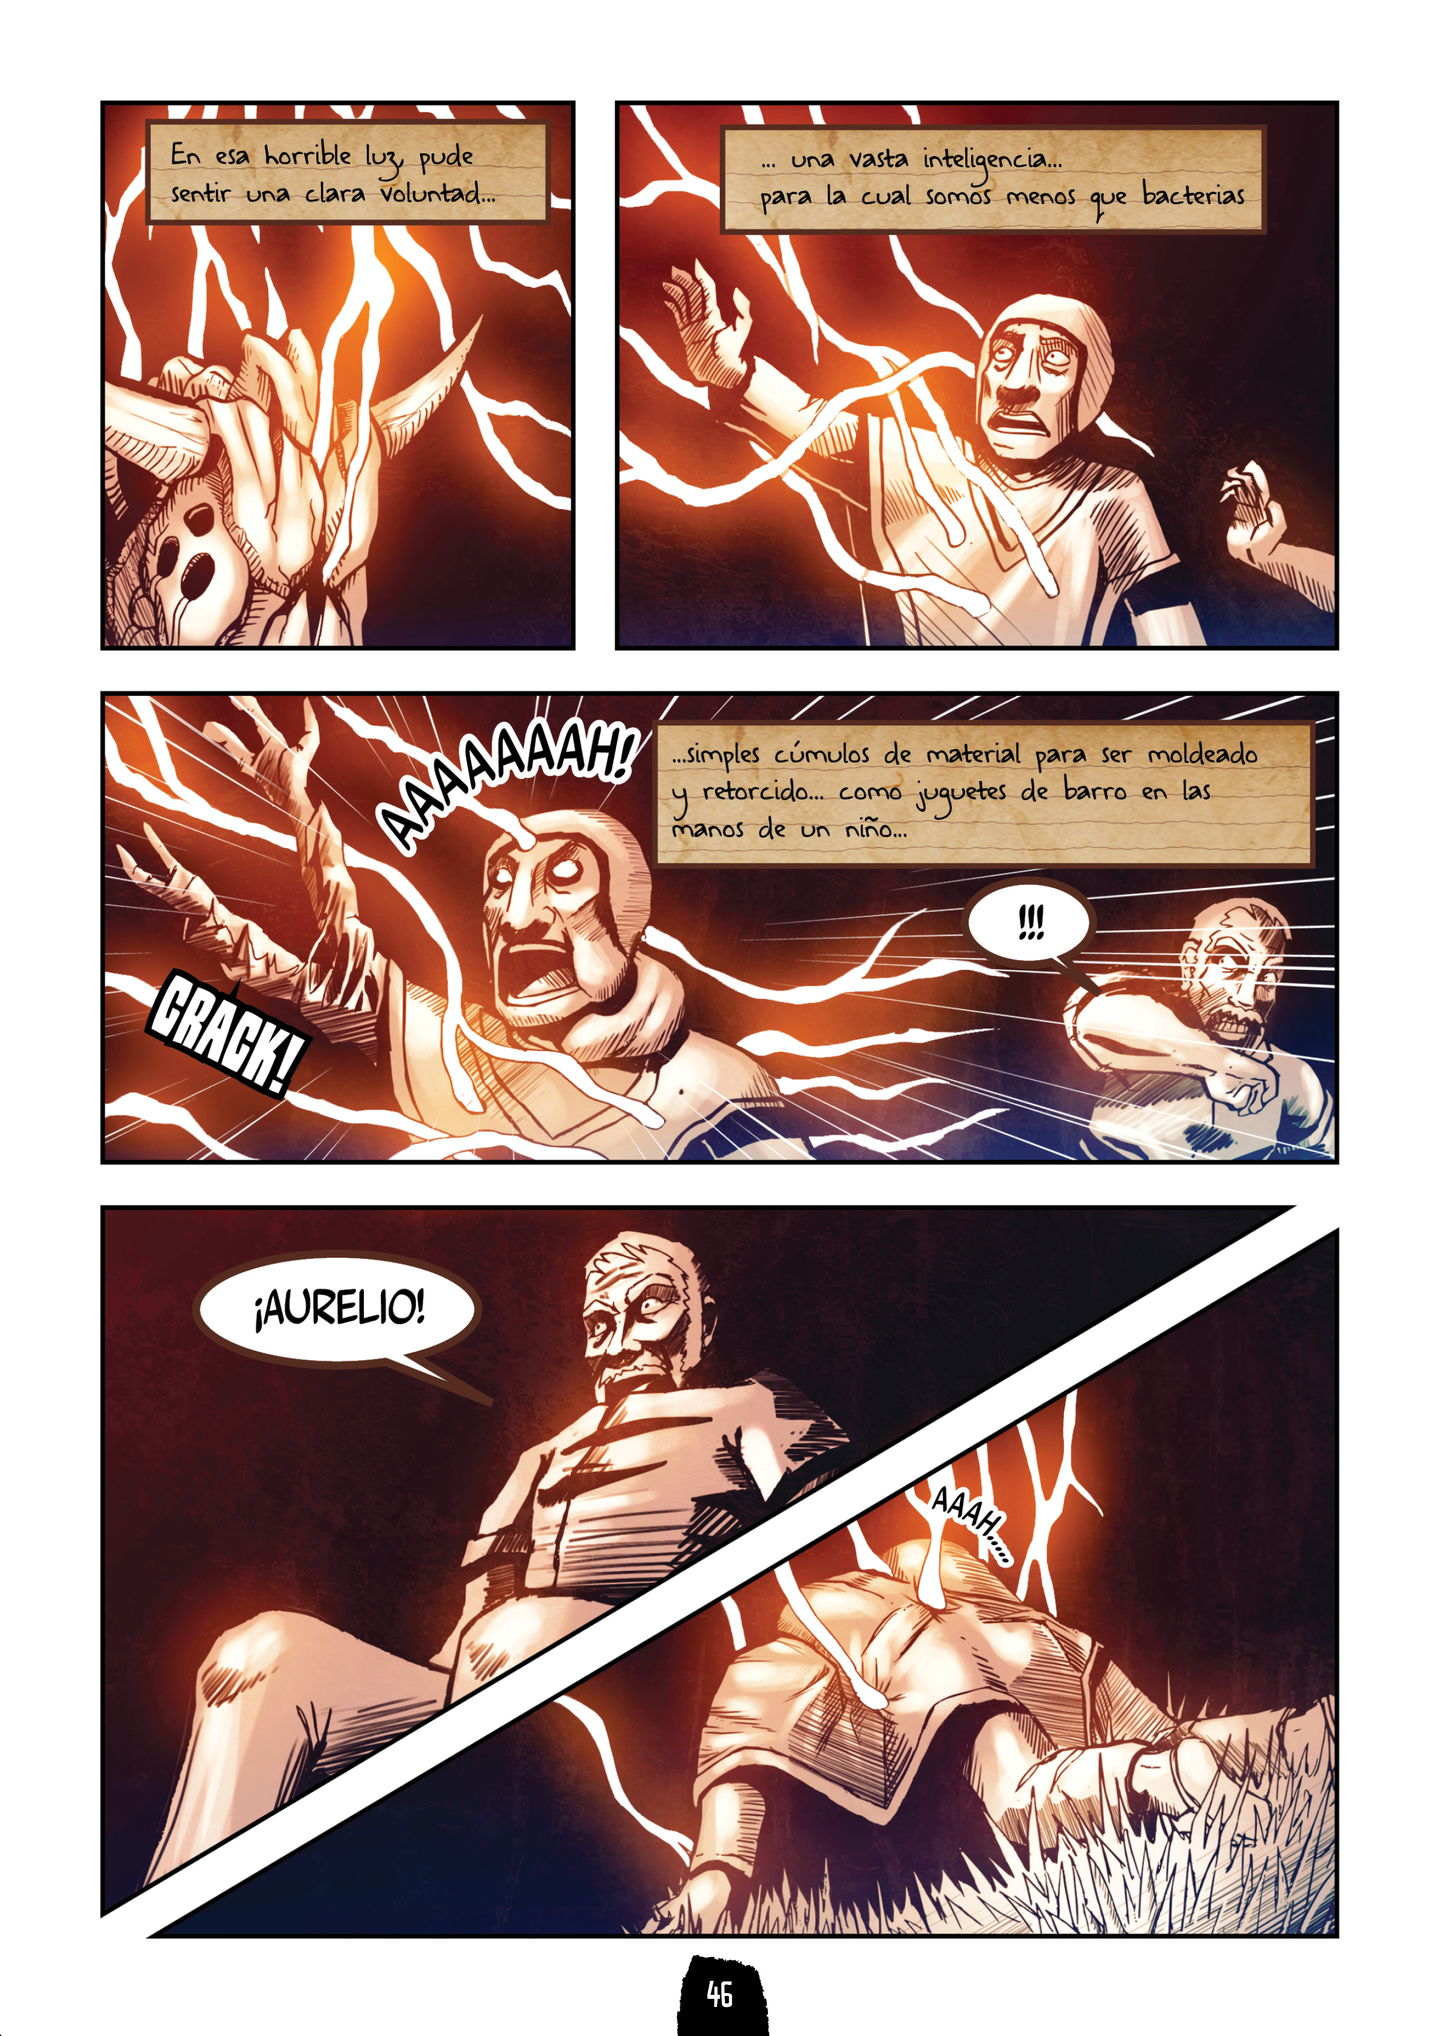 En esa horrible luz, pude
sentir una clara voluntad...
... una vasta inteligencia...
para la cual somos menos que bacterias
AAAAAAAH!
...simples cúmulos de material para ser moldeado
y retorcido... como juguetes de barro en las
manos de un niño...
!!!
CRACK!
¡AURELIO!
AAAH.....
46